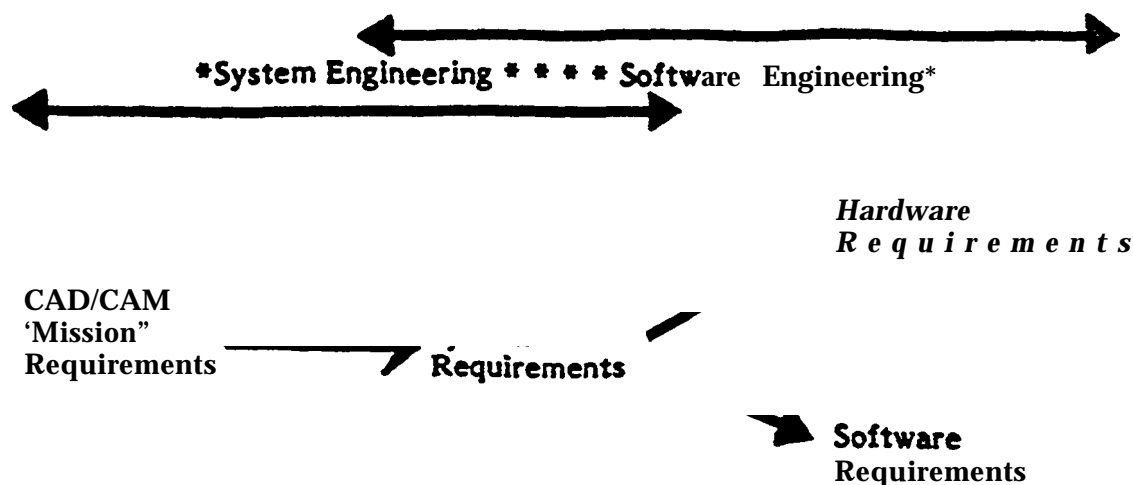 *System Engineering * * * * Software Engineering*
Hardware
Requirements
CAD/CAM
‘Mission”
Requirements
Requirements
Software
Requirements